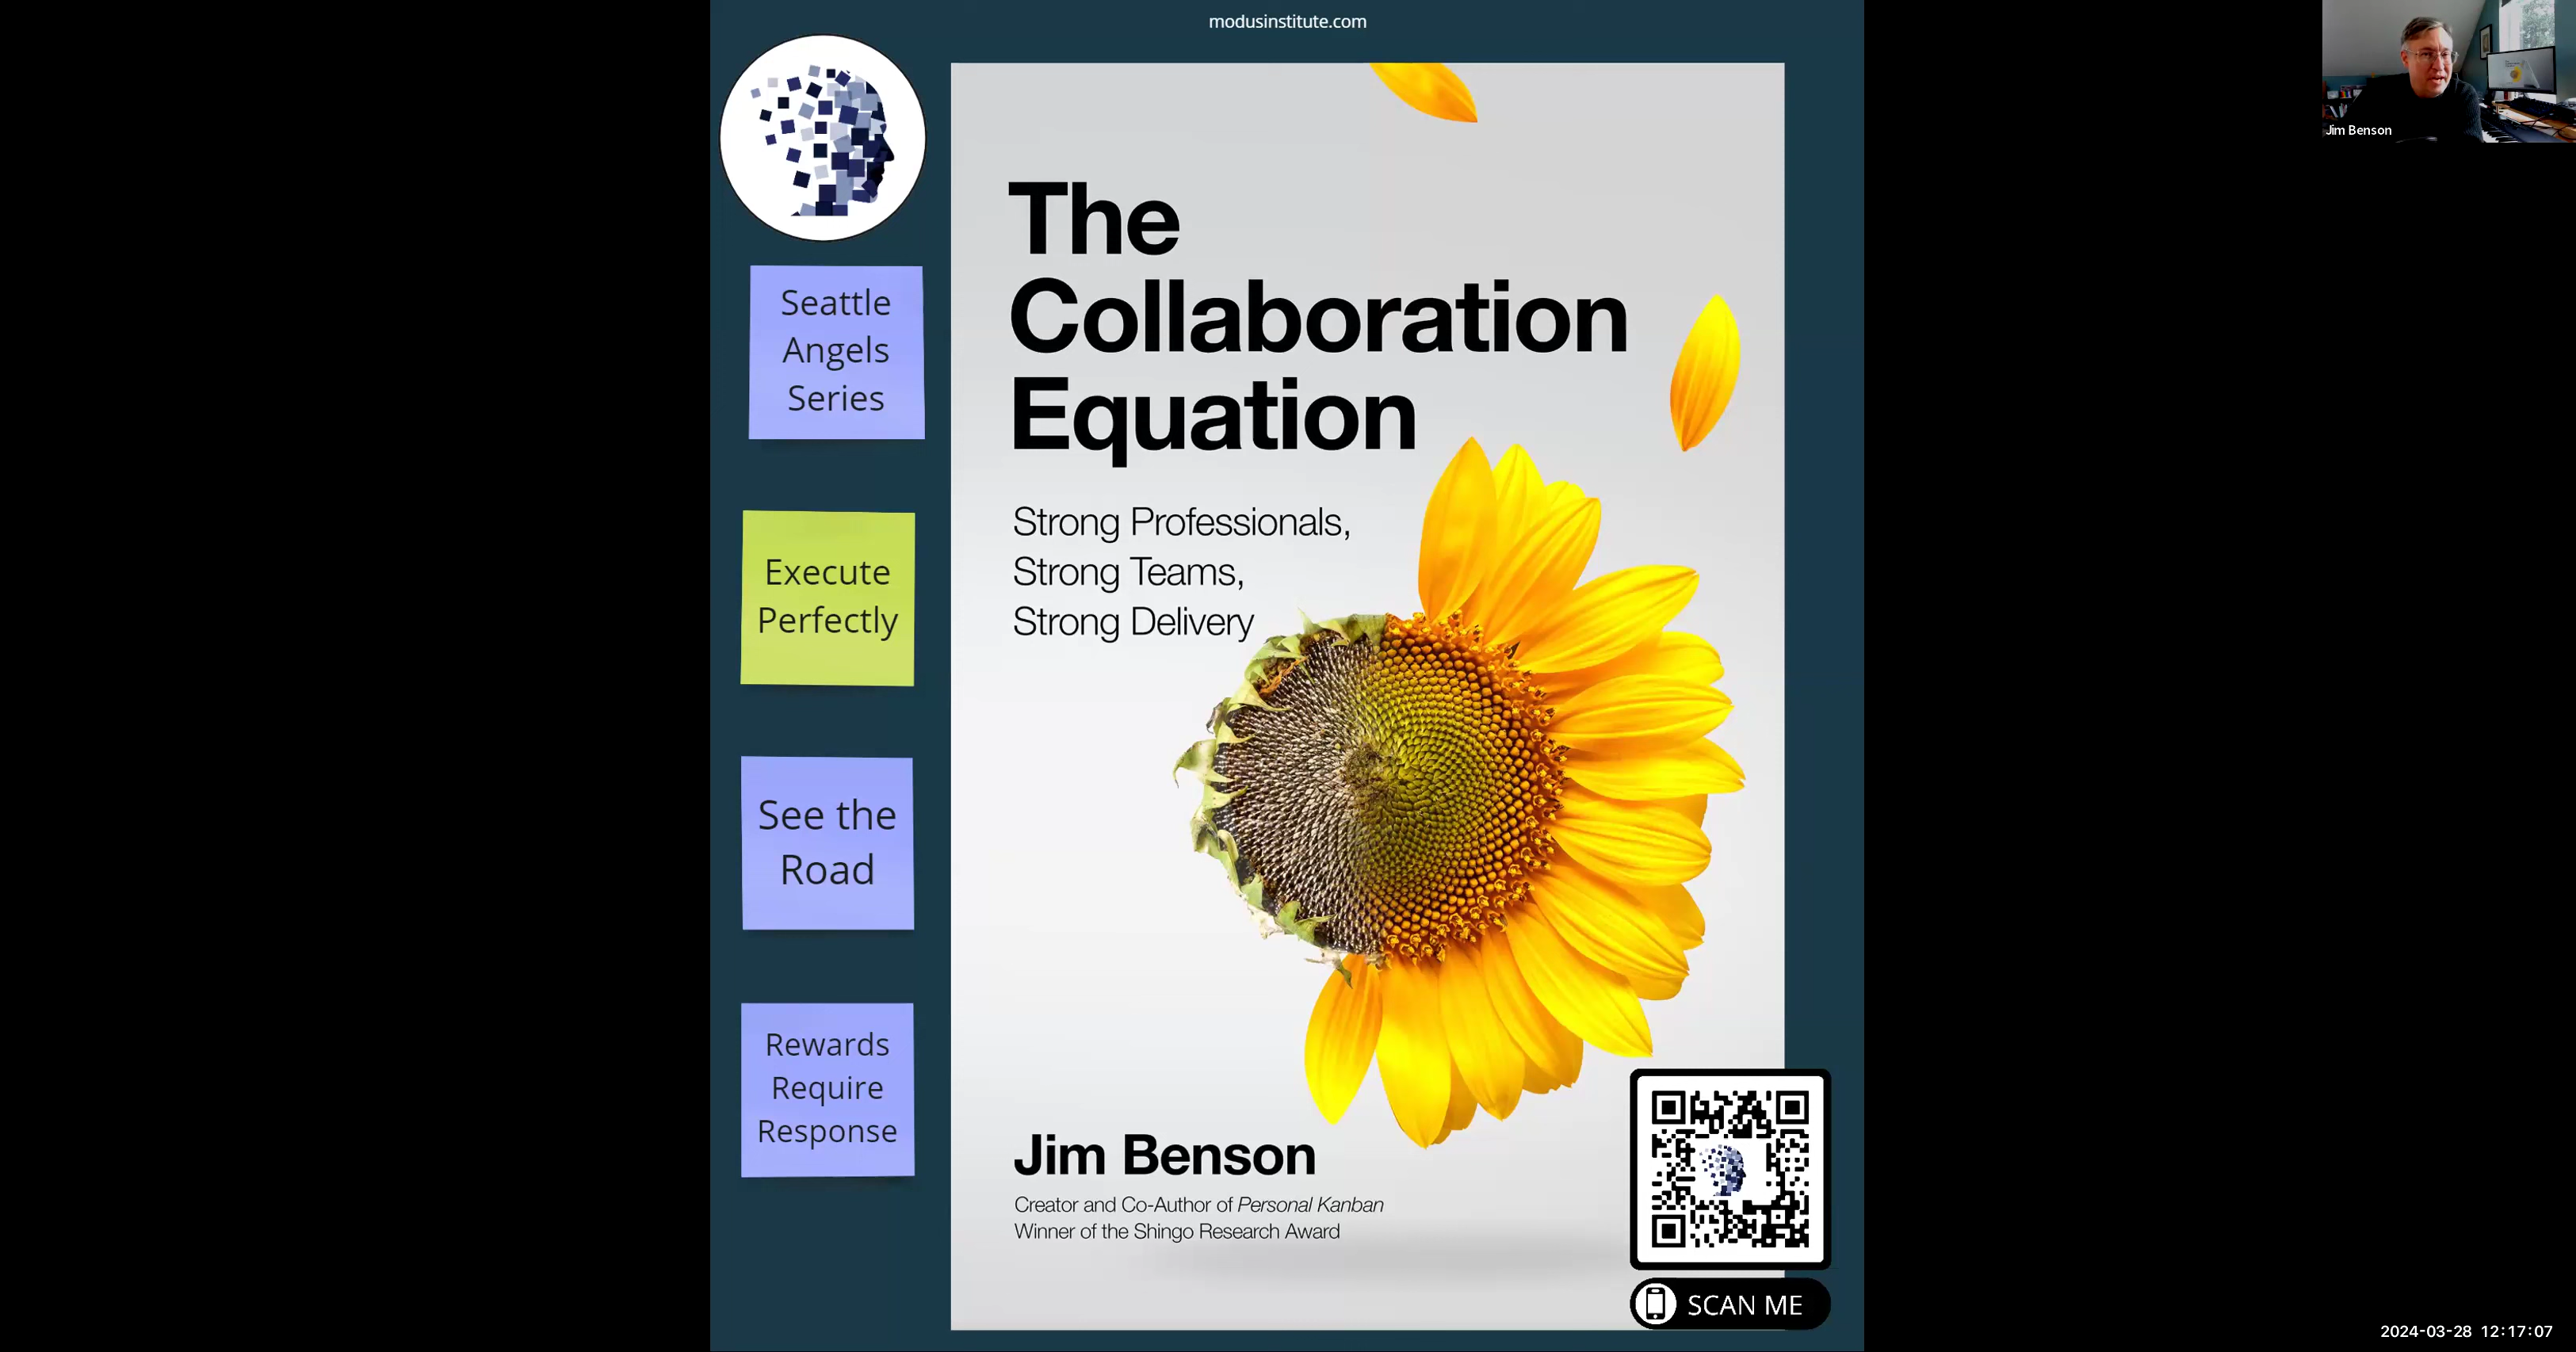 modusinstitute.com
Seattle
Angels
Series
Execute
Perfectly
See the
Road
Rewards
Require
Response
The
Collaboration
Equation
Strong Professionals,
Strong Teams,
Strong Delivery
Jim Benson
Creator and Co-Author of Personal Kanban
Winner of the Shingo Research Award
SCAN ME
Jim Benson
2024-03-28 12:17:07